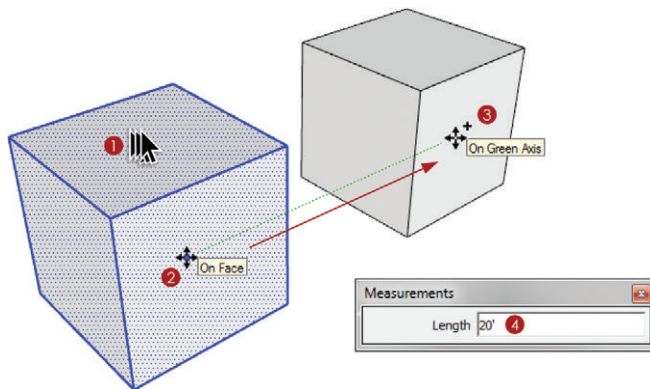 1
3
On Green Axis
On Face
2
Measurements
Length 20' 4